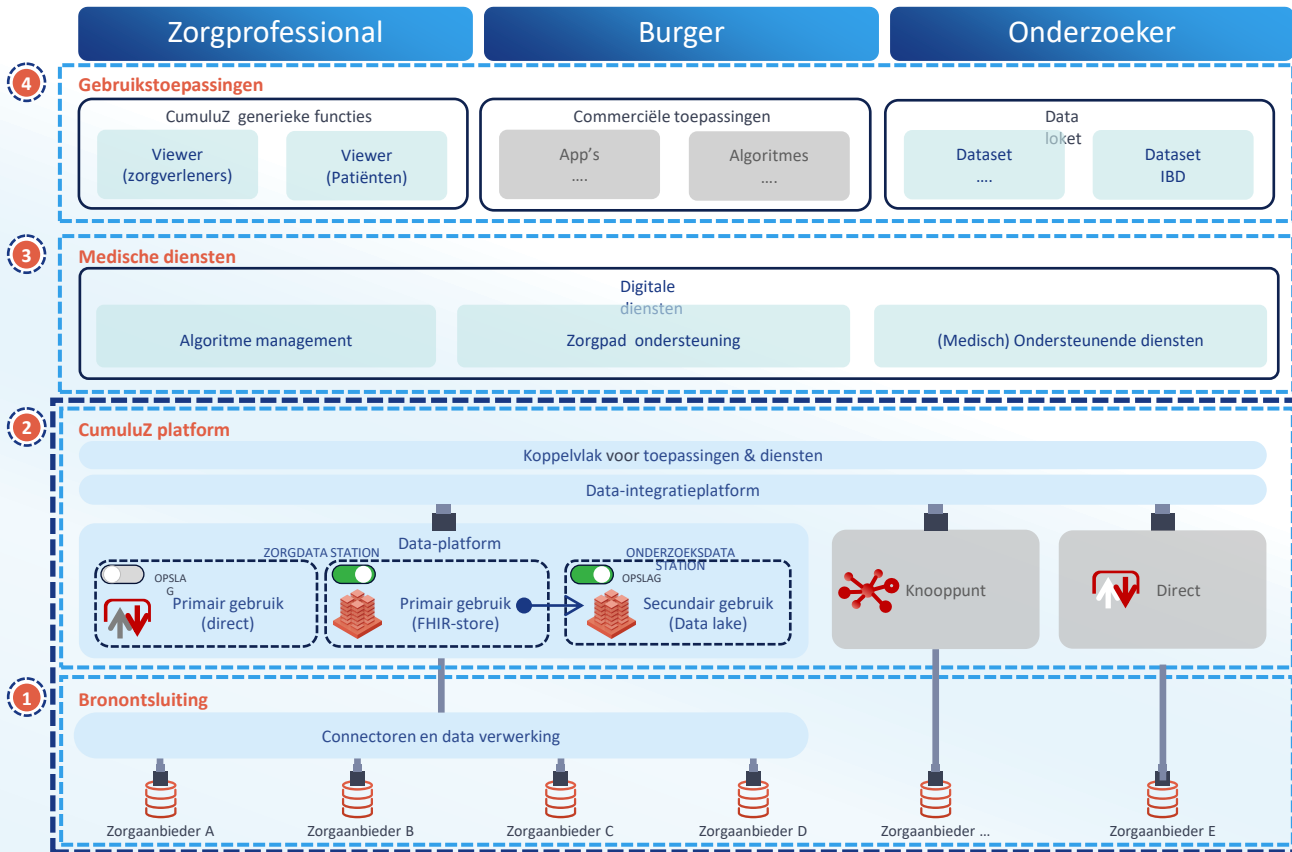 Zorgprofessional
Burger
Onderzoeker
4
Gebruikstoepassingen
CumuluZ generieke functies
Viewer
(zorgverleners)
Viewer
(Patiënten)
Commerciële toepassingen
App's
....
Algoritmes
....
Data
loket
Dataset
....
Dataset
IBD
3
Medische diensten
Digitale
diensten
Algoritme management
Zorgpad ondersteuning
(Medisch) Ondersteunende diensten
2
CumuluZ platform
Koppelvlak voor toepassingen & diensten
Data-integratieplatform
Data-platform
ZORGDATA STATION
ONDERZOEKSDATA
STATION
OPSLA
G
Primair gebruik
(direct)
Primair gebruik
(FHIR-store)
OPSLAG
Secundair gebruik
(Data lake)
Knooppunt
Direct
1
Bronontsluiting
Connectoren en data verwerking
Zorgaanbieder A
Zorgaanbieder B
Zorgaanbieder C
Zorgaanbieder D
Zorgaanbieder ...
Zorgaanbieder E